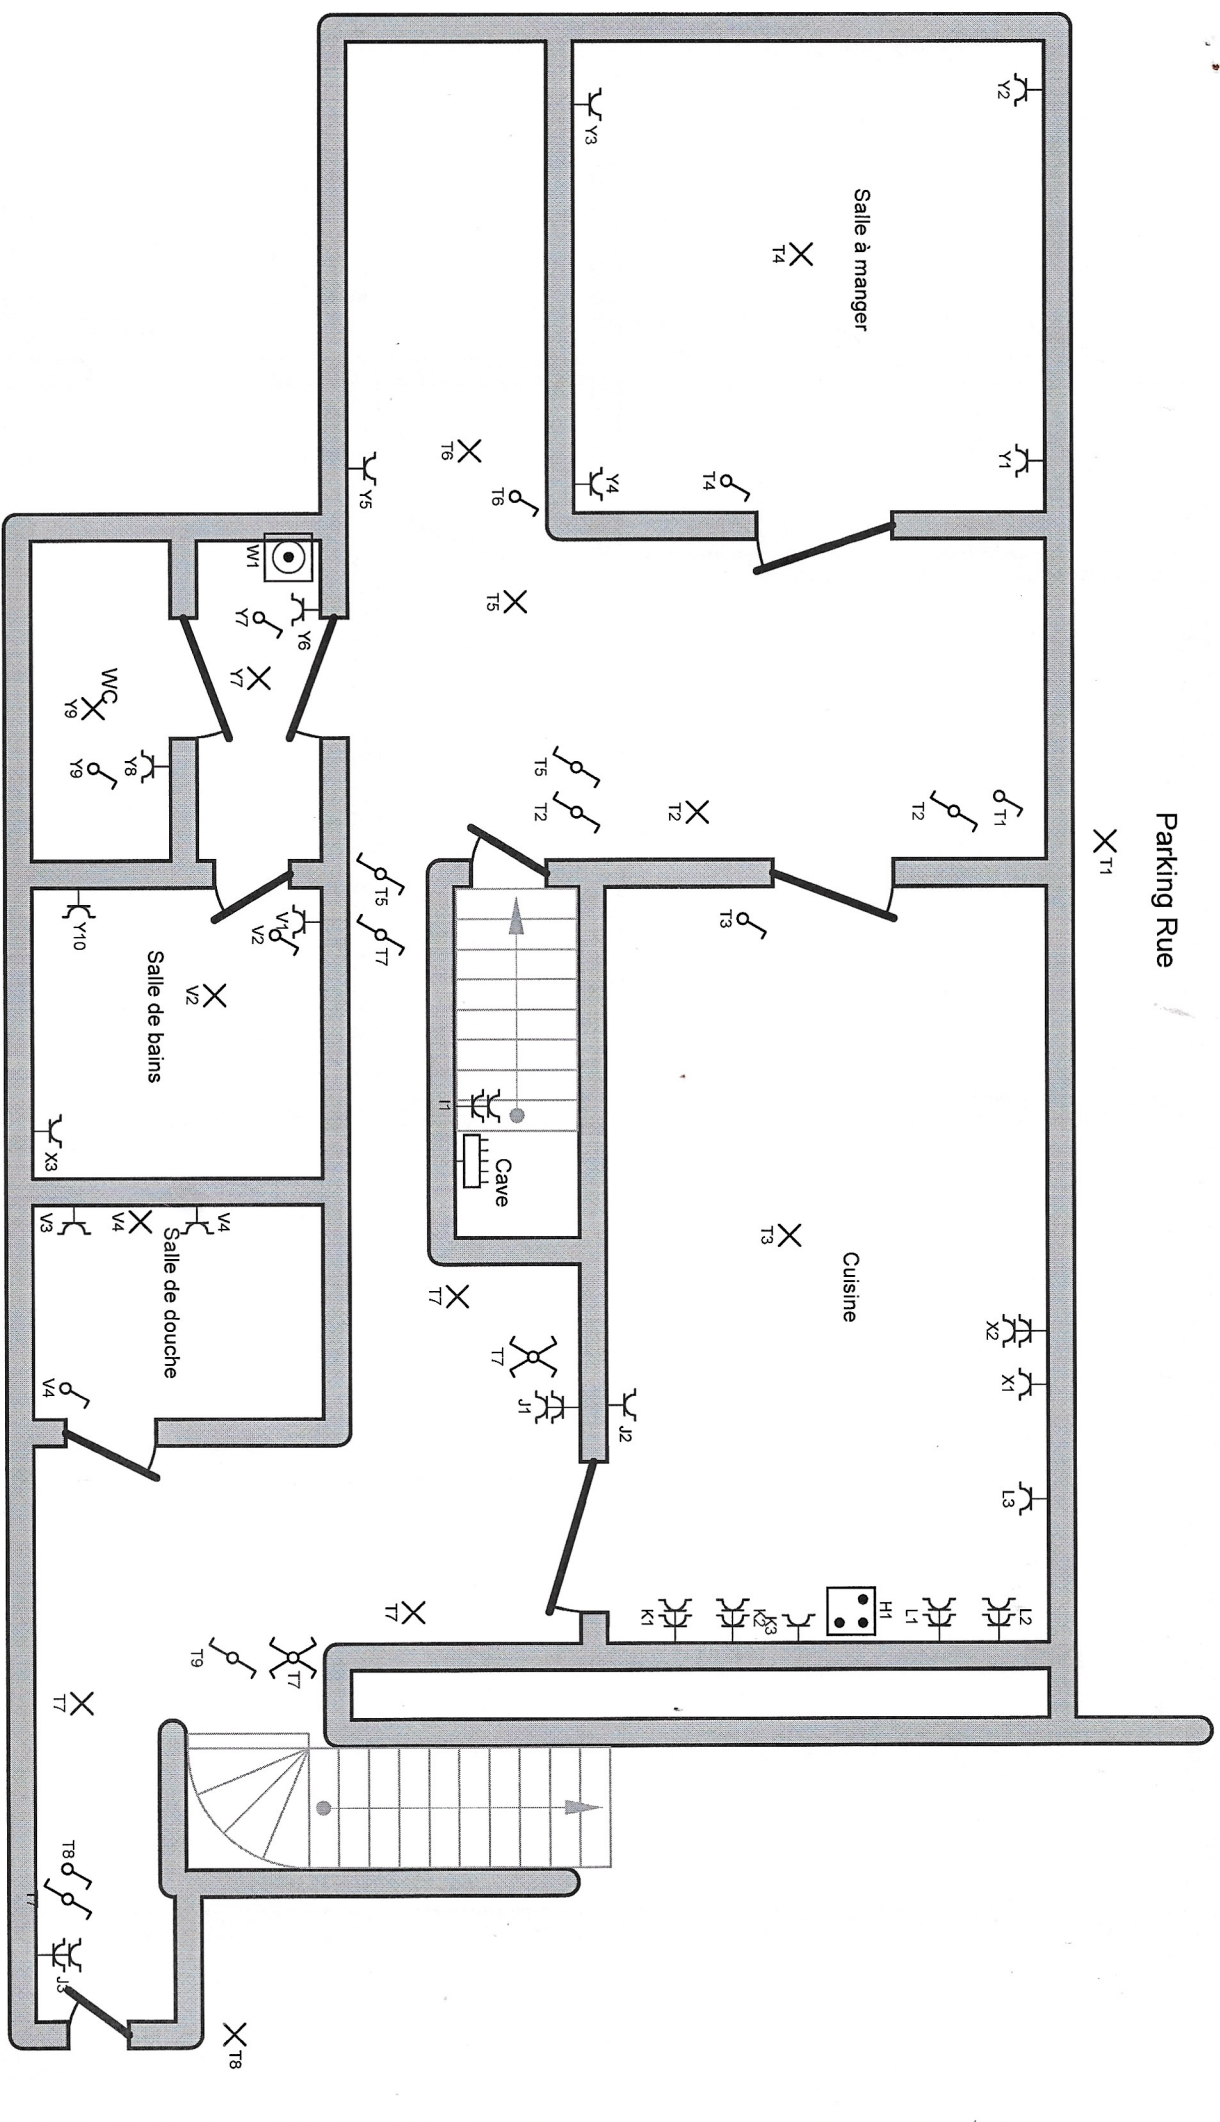 Parking Rue
T1
Y2
Y1
T2
T1
X2
X1
L3
L2
L1
H1
K3
K2
K1
Salle à manger
T4
T4
Y3
Y4
Cuisine
T3
T3
T2
T2
T5
J2
J1
T6
T6
T5
Cave
I1
T7
T7
Y5
T5
T7
T7
W1
Y6
Y7
Y7
V1
V2
V2
Salle de bains
T7
T9
T8
WC
Y9
Y9
Y8
Y10
X3
V4
V4
V3
Salle de douche
V4
T7
T8
T7
J3